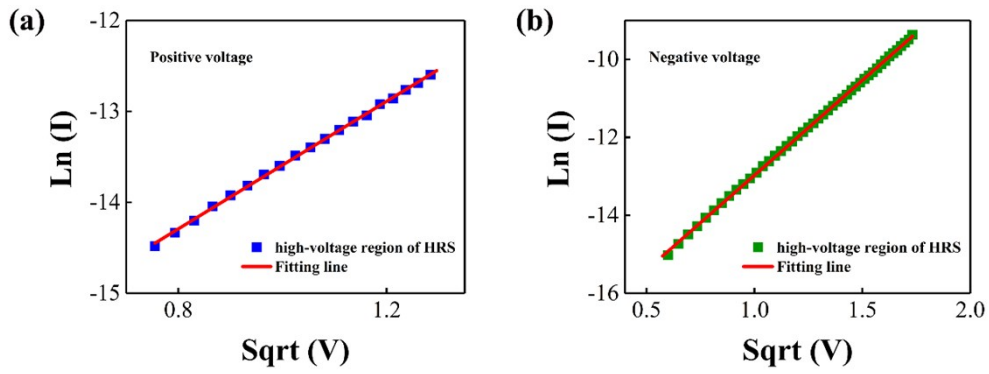 (a)
-12
Positive voltage
-13
Ln (I)
-14
high-voltage region of HRS
Fitting line
-15
0.8
1.2
Sqrt (V)
(b)
-10
Negative voltage
-12
Ln (I)
-14
high-voltage region of HRS
Fitting line
-16
0.5
1.0
1.5
2.0
Sqrt (V)